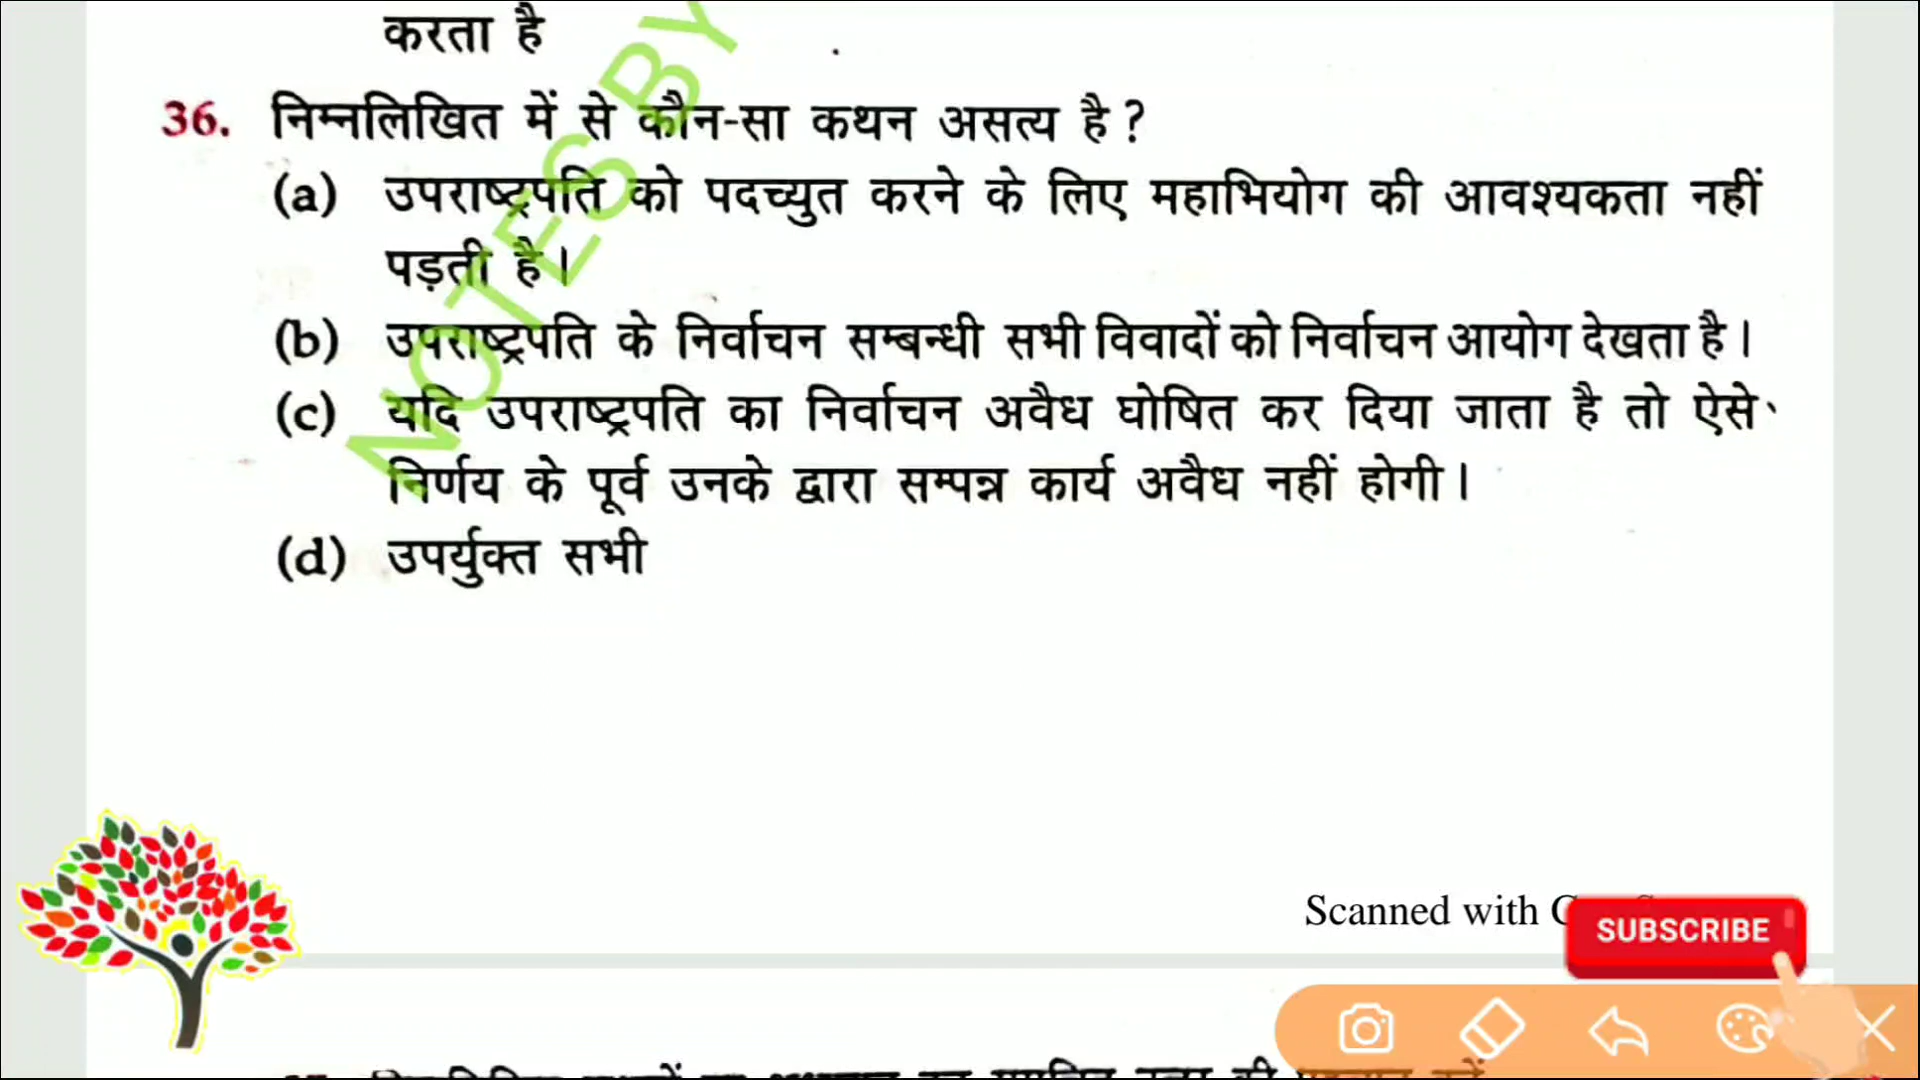 करता है
36. निम्नलिखित में से कौन-सा कथन असत्य है ?
(a) उपराष्ट्रपति को पदच्युत करने के लिए महाभियोग की आवश्यकता नहीं
पड़ती है।
(b) उपराष्ट्रपति के निर्वाचन सम्बन्धी सभी विवादों को निर्वाचन आयोग देखता है।
(c) यदि उपराष्ट्रपति का निर्वाचन अवैध घोषित कर दिया जाता है तो ऐसे
निर्णय के पूर्व उनके द्वारा सम्पन्न कार्य अवैध नहीं होगी।
(d) उपर्युक्त सभी
NOTES BY
Scanned with
SUBSCRIBE